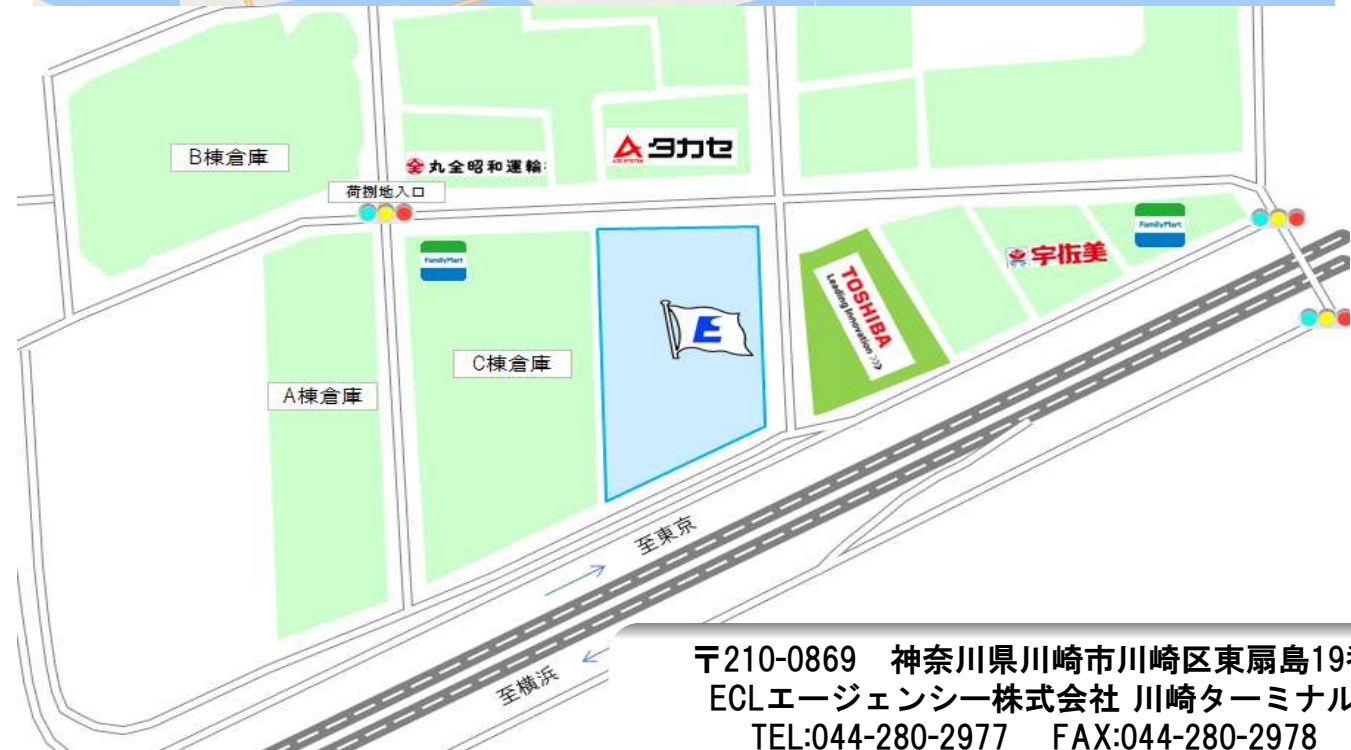 B棟倉庫
丸全昭和運輸
タカセ
荷捌地入口
FamilyMart
FamilyMart
宇佐美
TOSHIBA
Leading Innovation >>>
E
C棟倉庫
A棟倉庫
至東京
至横浜
〒210-0869 神奈川県川崎市川崎区東扇島19
ECLエージェンシー株式会社 川崎ターミナル
TEL:044-280-2977 FAX:044-280-2978